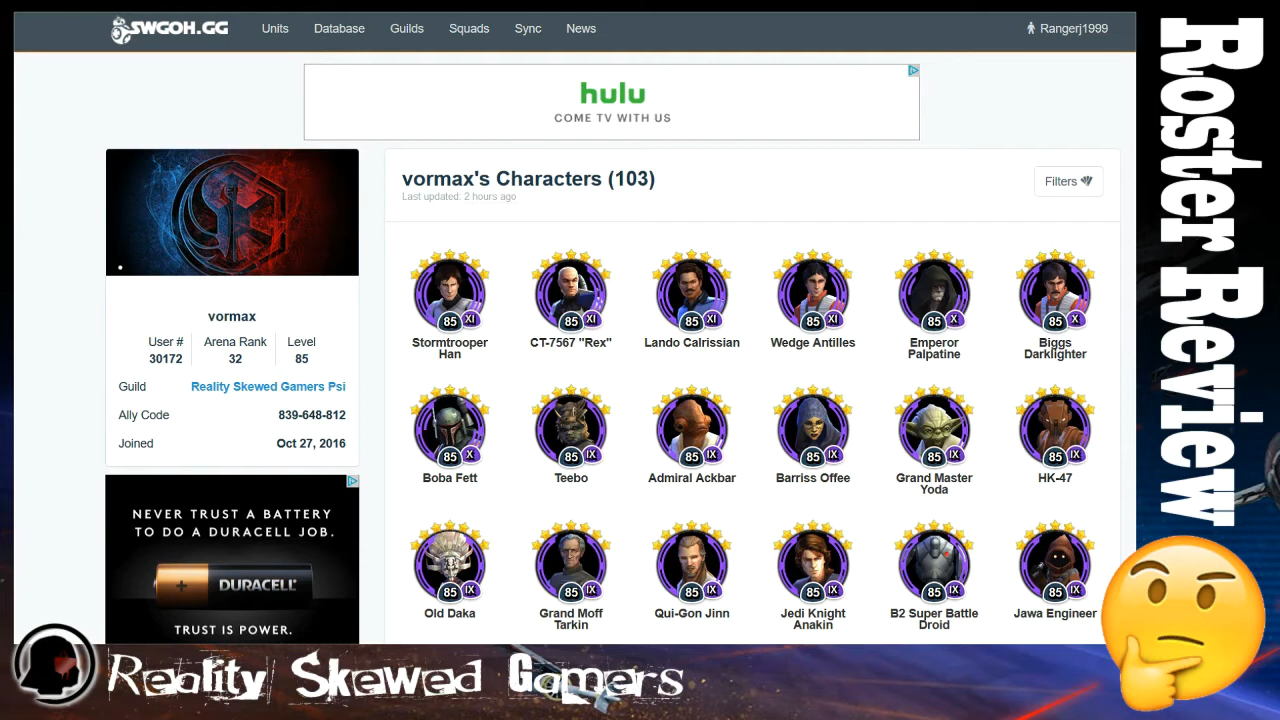 SWGOH.GG Units Database Guilds Squads Sync News Rangerj1999
hulu
COME TV WITH US
vormax's Characters (103)
Last updated: 2 hours ago
Filters
vormax
User # Arena Rank Level
30172 32 85
Guild Reality Skewed Gamers Psi
Ally Code 839-648-812
Joined Oct 27, 2016
NEVER TRUST A BATTERY
TO DO A DURACELL JOB.
DURACELL
TRUST IS POWER.
85 XI 85 XI 85 XI 85 XI 85 X 85 X
Stormtrooper Han CT-7567 "Rex" Lando Calrissian Wedge Antilles Emperor Palpatine Biggs Darklighter
85 X 85 IX 85 IX 85 IX 85 IX 85 IX
Boba Fett Teebo Admiral Ackbar Barriss Offee Grand Master Yoda HK-47
85 IX 85 IX 85 IX 85 IX 85 IX 85 IX
Old Daka Grand Moff Tarkin Qui-Gon Jinn Jedi Knight Anakin B2 Super Battle Droid Jawa Engineer
Roster Review
Reality Skewed Gamers